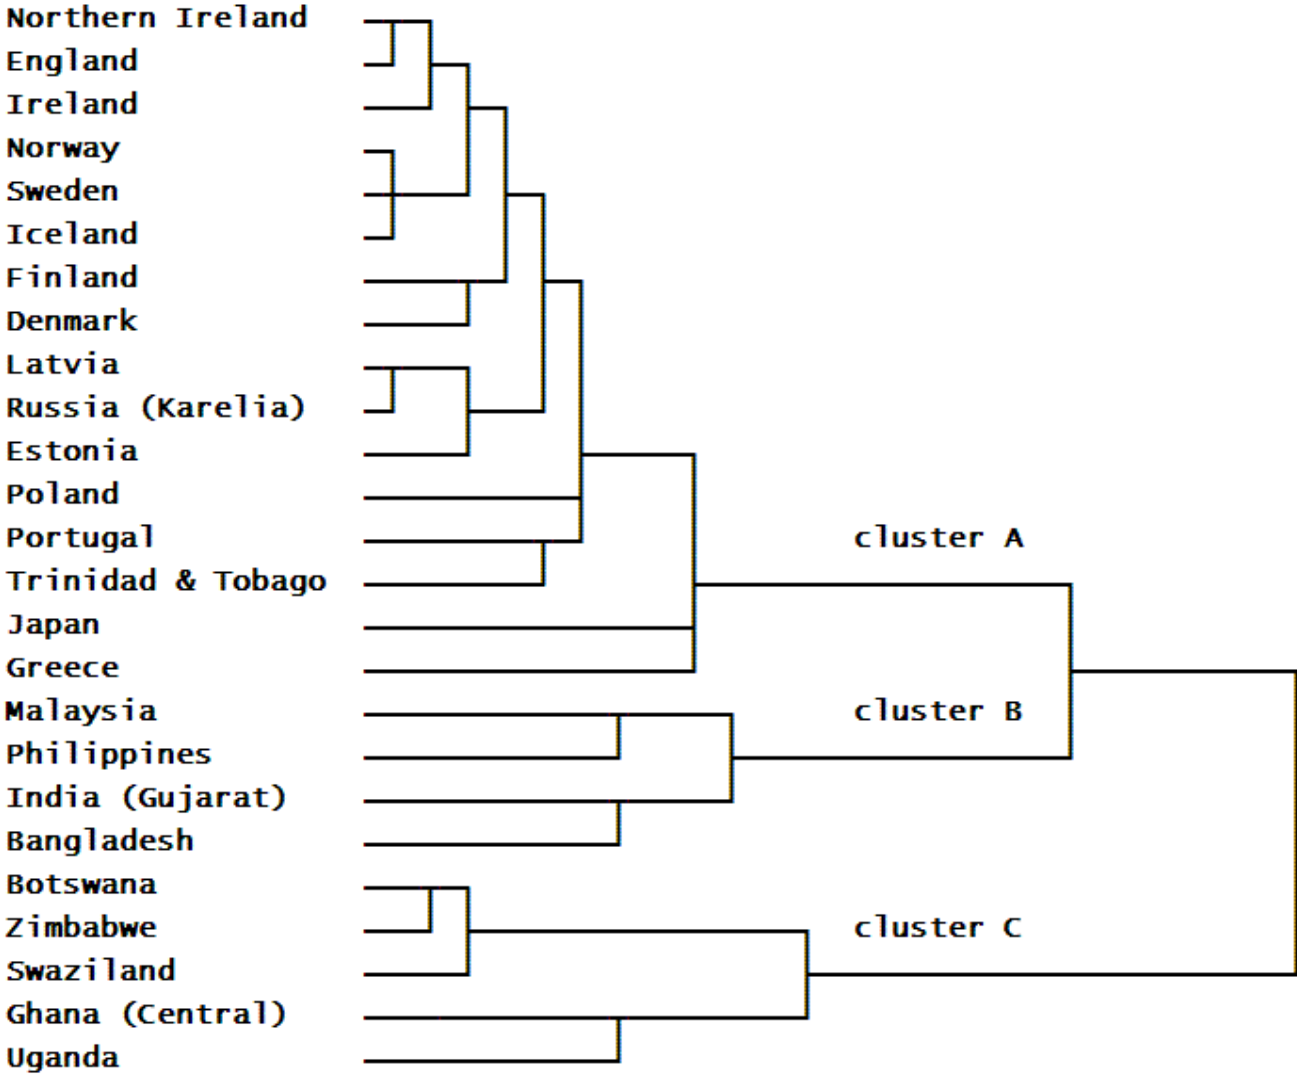 Northern Ireland
England
Ireland
Norway
Sweden
Iceland
Finland
Denmark
Latvia
Russia (Karelia)
Estonia
Poland
Portugal
cluster A
Trinidad & Tobago
Japan
Greece
Malaysia
cluster B
Philippines
India (Gujarat)
Bangladesh
Botswana
Zimbabwe
cluster C
Swaziland
Ghana (Central)
Uganda